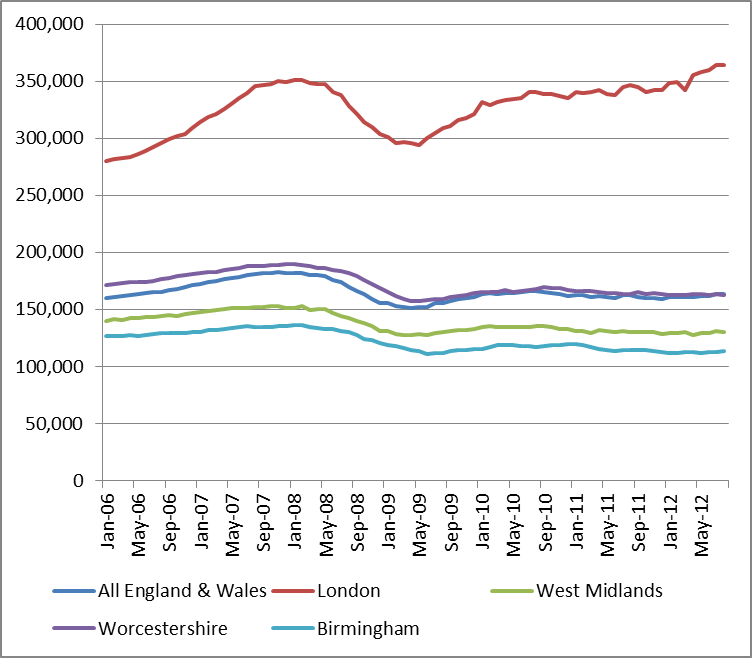 400,000
350,000
300,000
250,000
200,000
150,000
100,000
50,000
0
Jan-06
May-06
Sep-06
Jan-07
May-07
Sep-07
Jan-08
May-08
Sep-08
Jan-09
May-09
Sep-09
Jan-10
May-10
Sep-10
Jan-11
May-11
Sep-11
Jan-12
May-12
All England & Wales London West Midlands
Worcestershire Birmingham